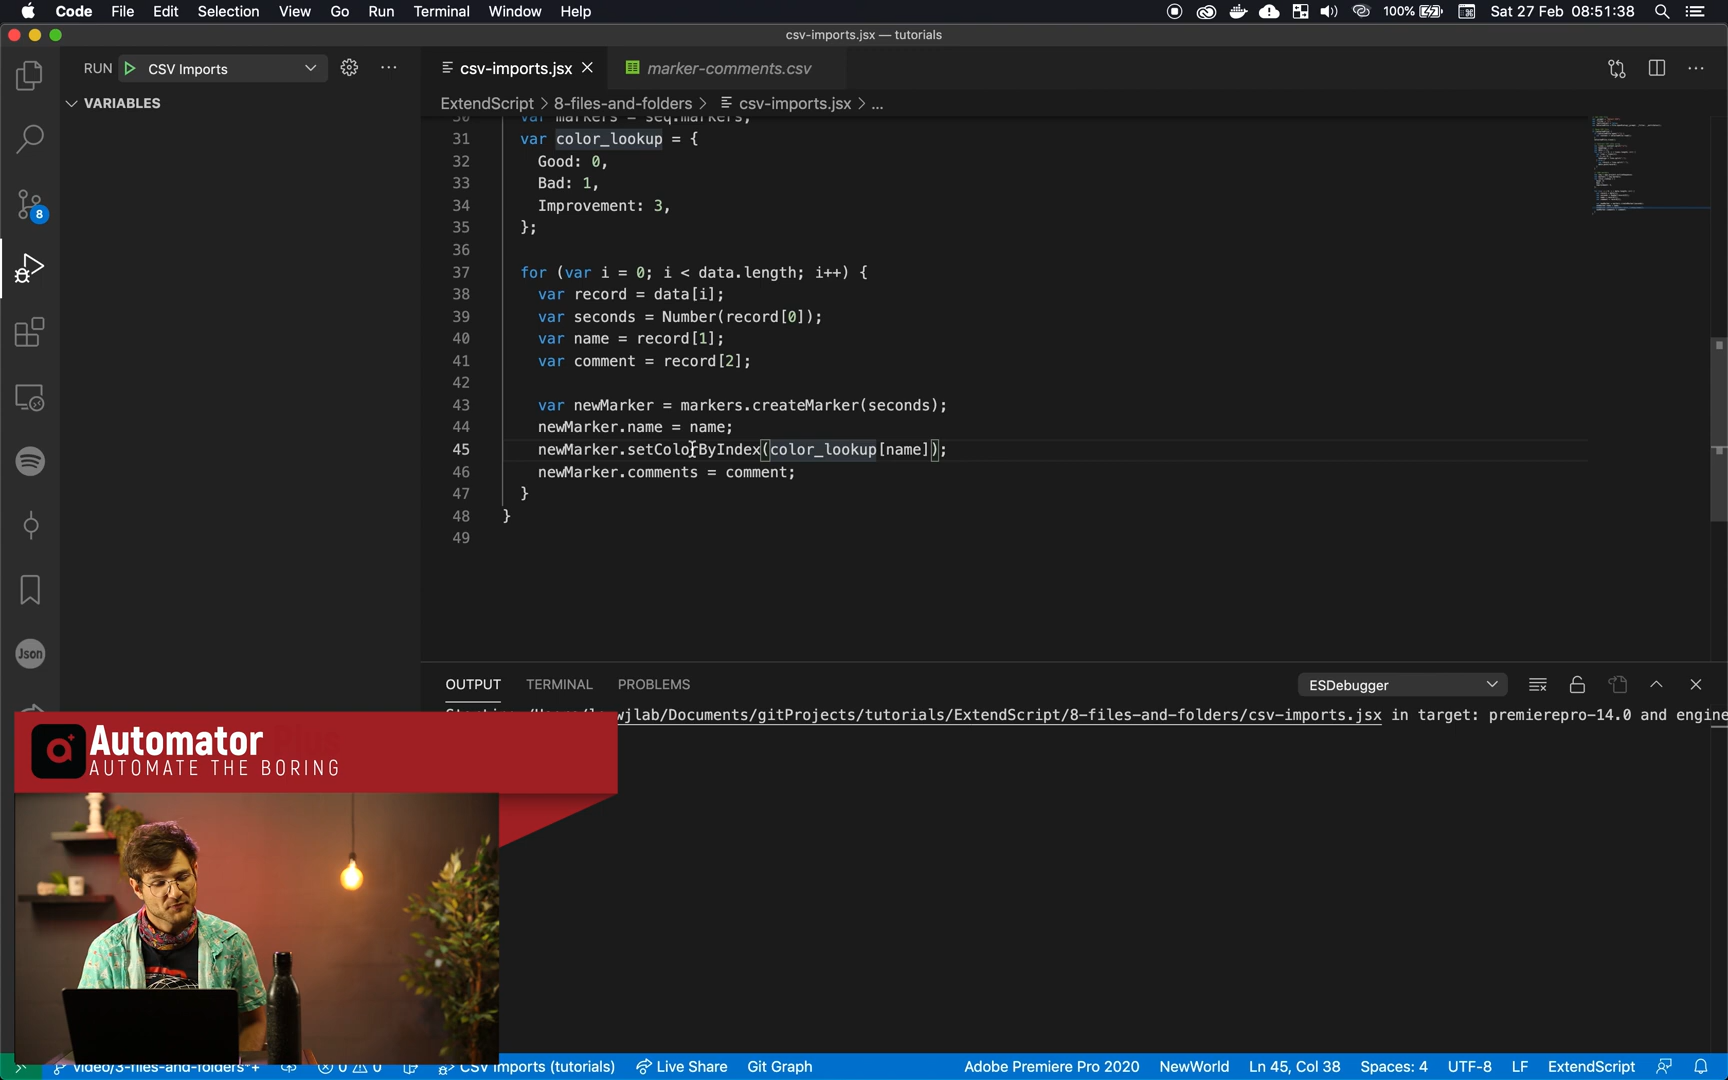 Code File Edit Selection View Go Run Terminal Window Help 100% Sat 27 Feb 08:51:38
csv-imports.jsx — tutorials
RUN CSV Imports
csv-imports.jsx marker-comments.csv
VARIABLES
ExtendScript > 8-files-and-folders > csv-imports.jsx > ...
30 var markers = seq.markers;
31 var color_lookup = {
32 Good: 0,
33 Bad: 1,
34 Improvement: 3,
35 };
36
37 for (var i = 0; i < data.length; i++) {
38 var record = data[i];
39 var seconds = Number(record[0]);
40 var name = record[1];
41 var comment = record[2];
42
43 var newMarker = markers.createMarker(seconds);
44 newMarker.name = name;
45 newMarker.setColorByIndex(color_lookup[name]);
46 newMarker.comments = comment;
47 }
48 }
49
8
Json
OUTPUT TERMINAL PROBLEMS ESDebugger
wjlab/Documents/gitProjects/tutorials/ExtendScript/8-files-and-folders/csv-imports.jsx in target: premierepro-14.0 and engine
Automator
AUTOMATE THE BORING
video/3-files-and-folders*+ 0 0 CSV Imports (tutorials) Live Share Git Graph Adobe Premiere Pro 2020 NewWorld Ln 45, Col 38 Spaces: 4 UTF-8 LF ExtendScript